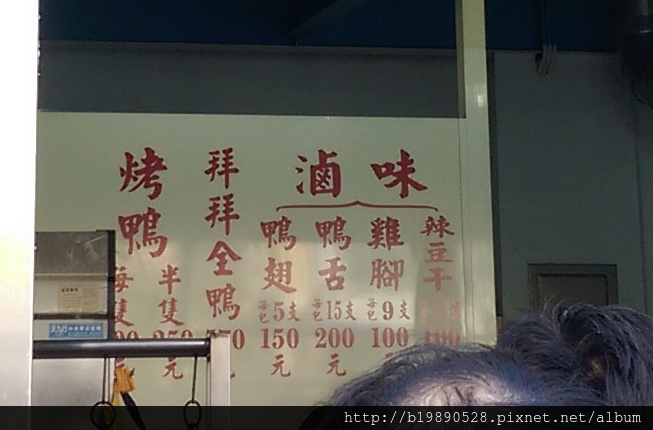 烤鴨
每隻
半隻
元
拜拜全鴨
滷味
鴨翅
每包5支
150
元
鴨舌
每包15支
200
元
雞腳
每包9支
100
辣豆干
100
http://b19890528.pixnet.net/album